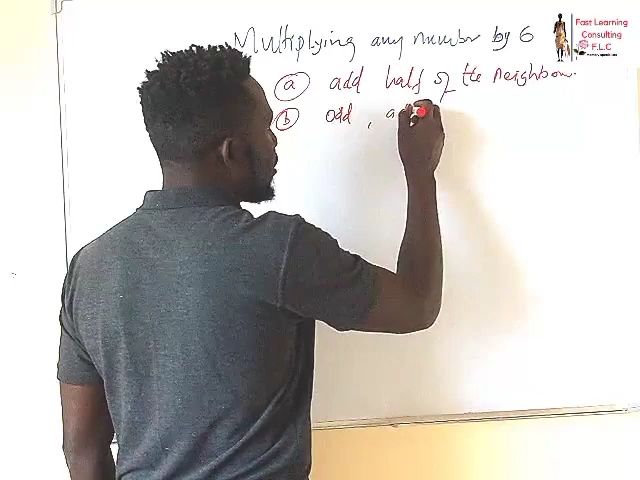 Multiplying any number by 6
Fast Learning
Consulting
F.L.C
a add half of the neighbour.
b odd, a